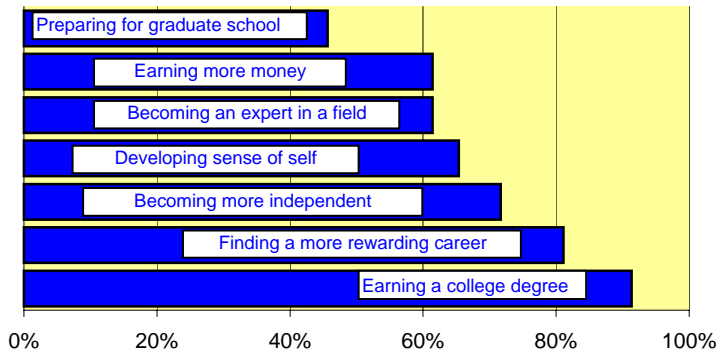 Preparing for graduate school
Earning more money
Becoming an expert in a field
Developing sense of self
Becoming more independent
Finding a more rewarding career
Earning a college degree
0% 20% 40% 60% 80% 100%